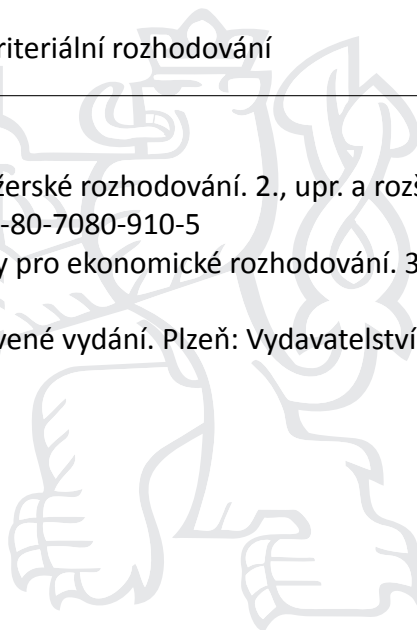 riteriální rozhodování
žerské rozhodování. 2., upr. a rozš
-80-7080-910-5
y pro ekonomické rozhodování. 3
vené vydání. Plzeň: Vydavatelství